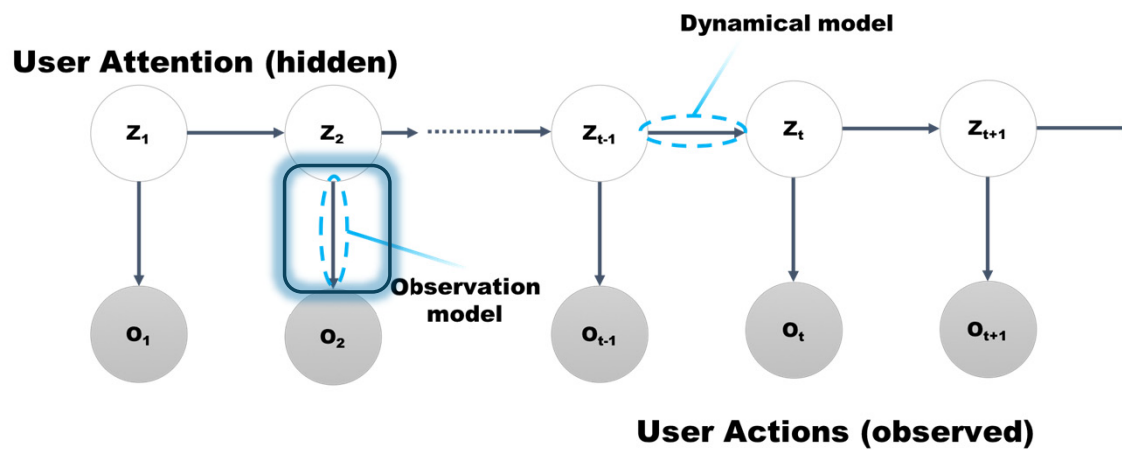 Dynamical model
User Attention (hidden)
Z₁ Z₂ Zₜ₋₁ Zₜ Zₜ₊₁
Observation
model
O₁ O₂ Oₜ₋₁ Oₜ Oₜ₊₁
User Actions (observed)